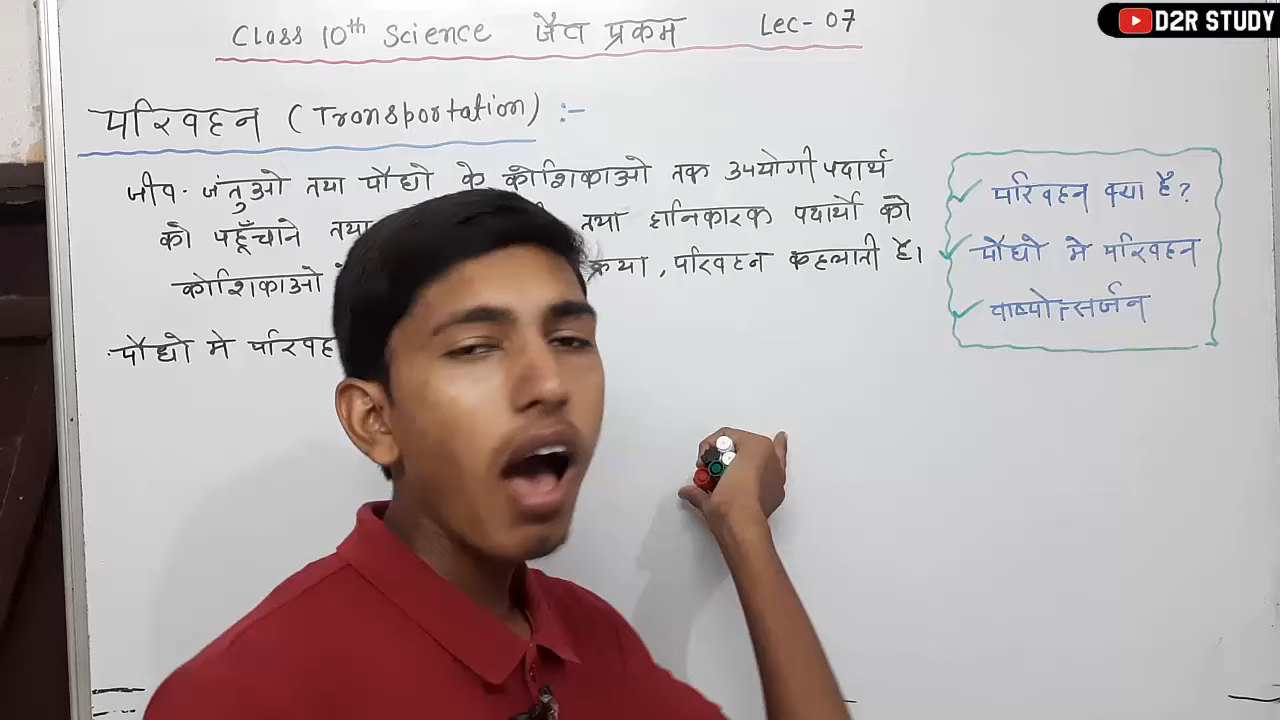 Class 10th Science जैव प्रक्रम Lec- 07
D2R STUDY
परिवहन (Transportation) :-
जीव- जंतुओ तथा पौधो के कोशिकाओ तक उपयोगी पदार्थ
को पहूँचाने तथा तथा हानिकारक पदार्थो को
कोशिकाओ परिवहन कहलाती है।
पौधो मे परिवह
परिवहन क्या है?
पौधो मे परिवहन
वाष्पोत्सर्जन